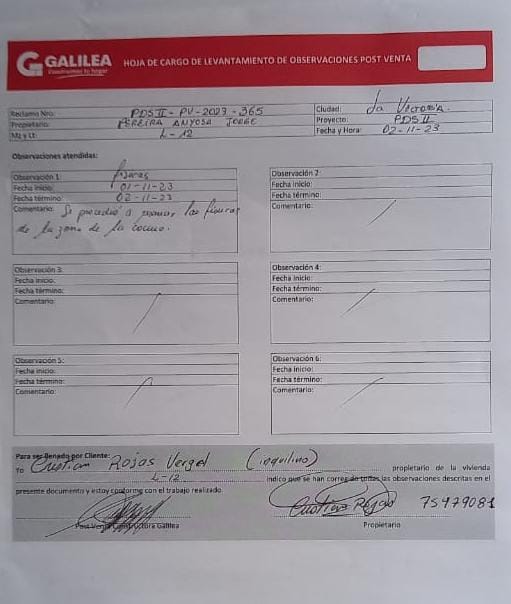 GALILEA
Construimos tu hogar
HOJA DE CARGO DE LEVANTAMIENTO DE OBSERVACIONES POST VENTA
Reclamo Nro: PDS II - PV - 2023 - 365
Ciudad: La Victoria.
Propietario: PEREIRA ANYOSA JORGE
Proyecto: PDS II
Mz y Lt: L - 12
Fecha y Hora: 02-11-23
Observaciones atendidas:
Observación 1: fisuras
Fecha inicio: 01-11-23
Fecha término: 02-11-23
Comentario: Se procedió a las fisuras
de la zona de la cocina.
Observación 2:
Fecha inicio:
Fecha término:
Comentario:
Observación 3:
Fecha inicio:
Fecha término:
Comentario:
Observación 4:
Fecha inicio:
Fecha término:
Comentario:
Observación 5:
Fecha inicio:
Fecha término:
Comentario:
Observación 6:
Fecha inicio:
Fecha término:
Comentario:
Para ser llenado por Cliente:
Yo Cristian Rojas Vergel (inquilino) propietario de la vivienda
L-12 indico que se han corregido todas las observaciones descritas en el
presente documento y estoy conforme con el trabajo realizado
Cristian Rojas 75479081
Post Venta Constructora Galilea
Propietario